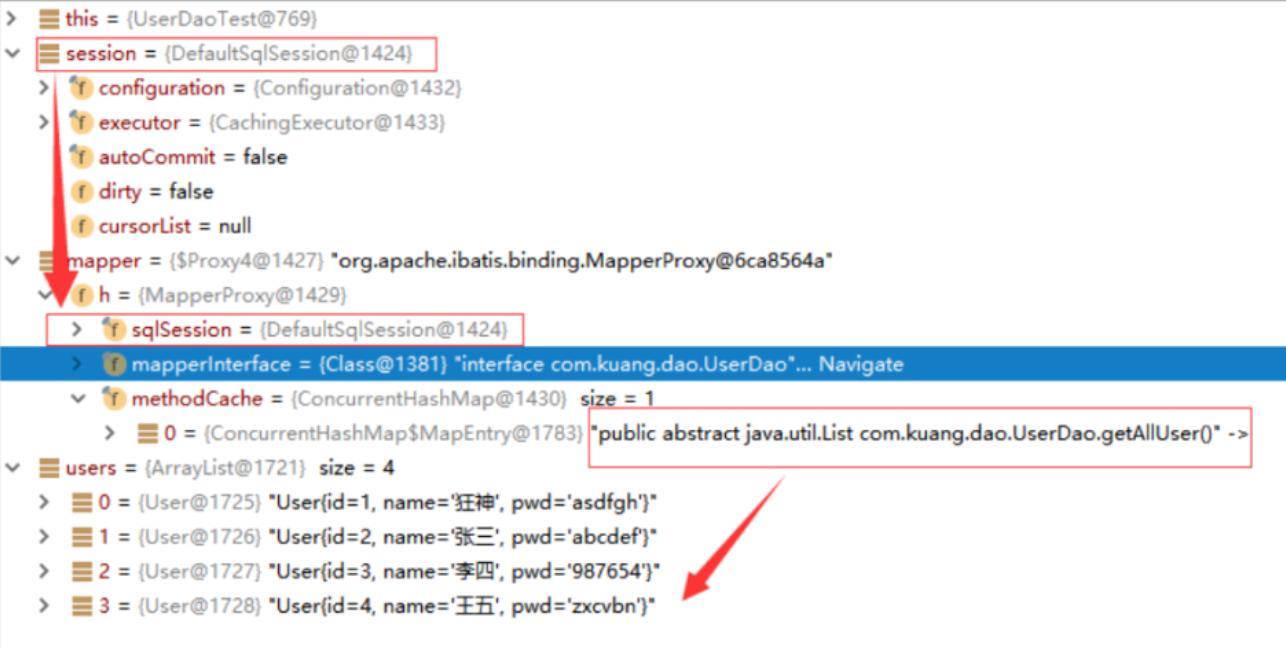 this = {UserDaoTest@769}
session = {DefaultSqlSession@1424}
f configuration = {Configuration@1432}
f executor = {CachingExecutor@1433}
f autoCommit = false
f dirty = false
f cursorList = null
mapper = {$Proxy4@1427} "org.apache.ibatis.binding.MapperProxy@6ca8564a"
f h = {MapperProxy@1429}
f sqlSession = {DefaultSqlSession@1424}
f mapperInterface = {Class@1381} "interface com.kuang.dao.UserDao"... Navigate
f methodCache = {ConcurrentHashMap@1430} size = 1
0 = {ConcurrentHashMap$MapEntry@1783} "public abstract java.util.List com.kuang.dao.UserDao.getAllUser()" ->
users = {ArrayList@1721} size = 4
0 = {User@1725} "User{id=1, name='狂神', pwd='asdfgh'}"
1 = {User@1726} "User{id=2, name='张三', pwd='abcdef'}"
2 = {User@1727} "User{id=3, name='李四', pwd='987654'}"
3 = {User@1728} "User{id=4, name='王五', pwd='zxcvbn'}"